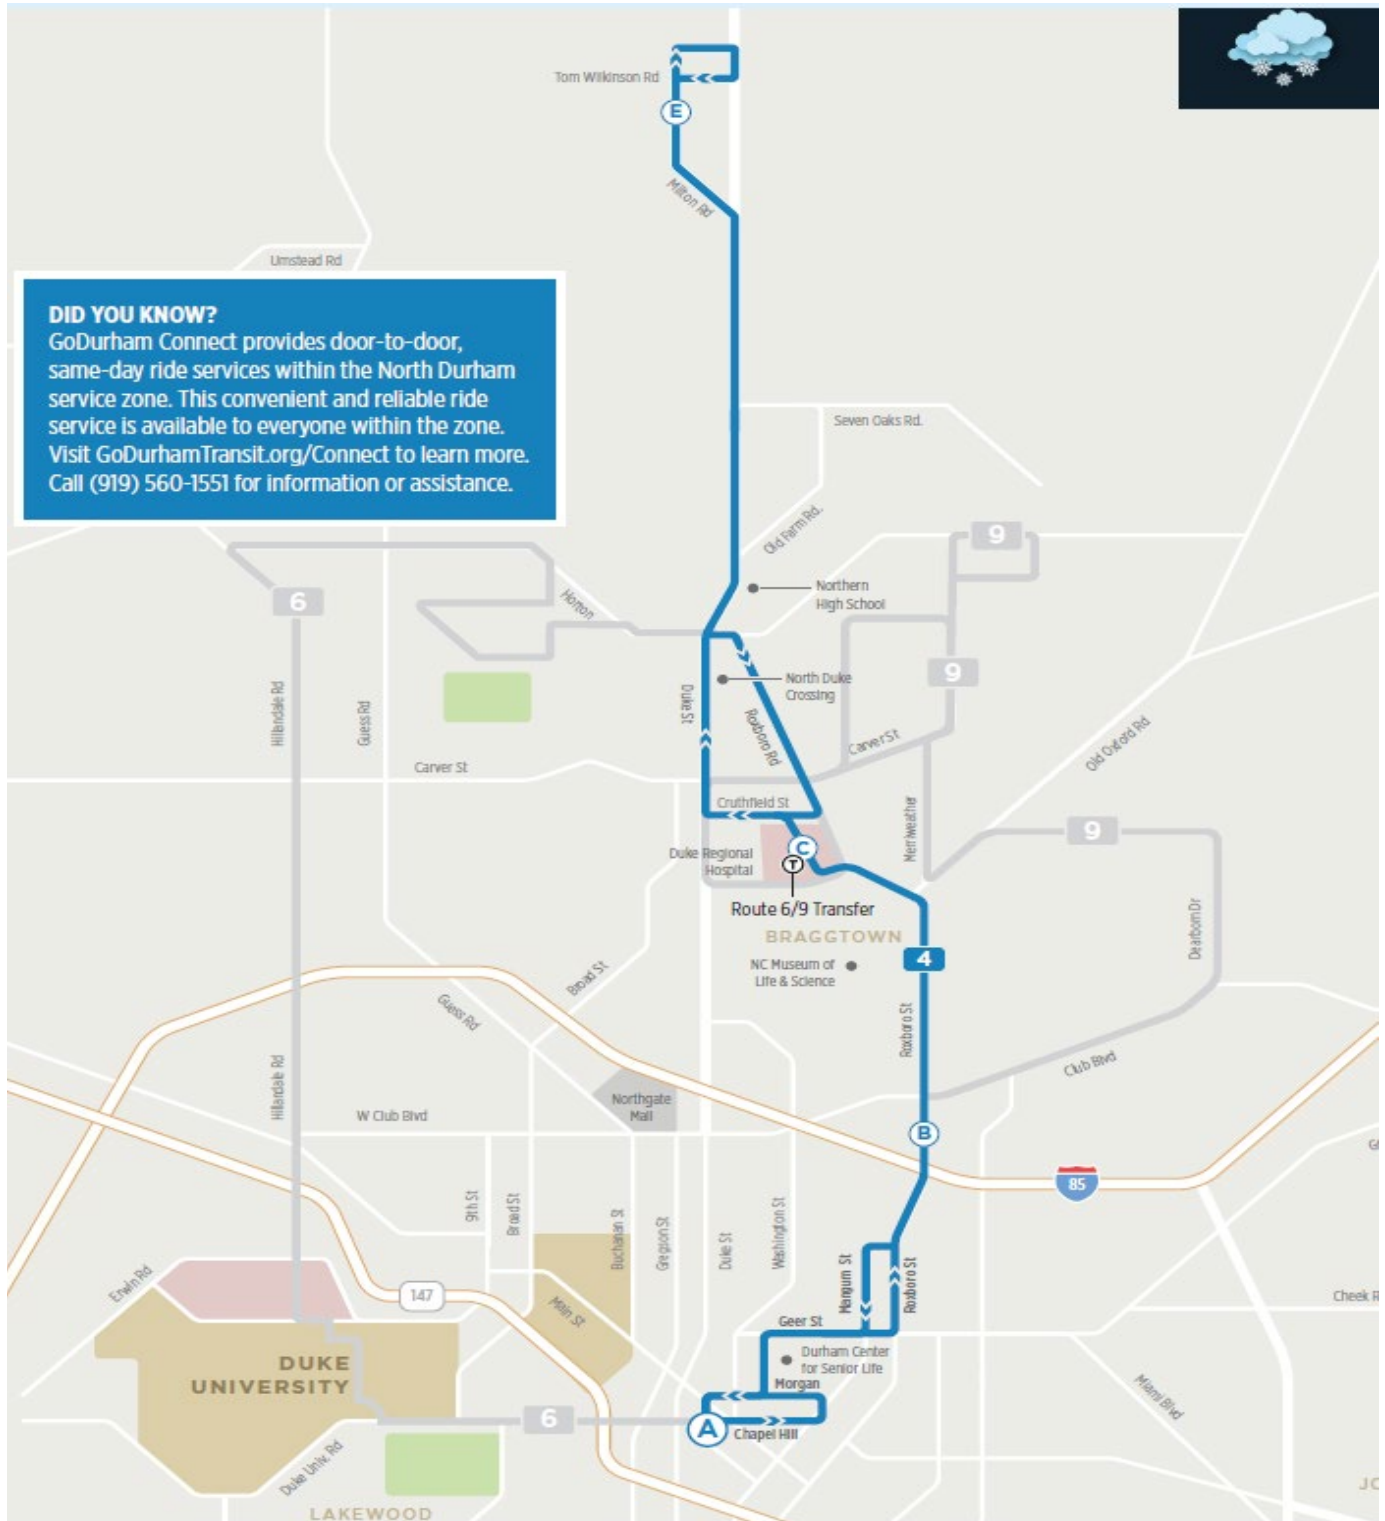 Tom Wilkinson Rd
E
Milton Rd
Umstead Rd
DID YOU KNOW?
GoDurham Connect provides door-to-door,
same-day ride services within the North Durham
service zone. This convenient and reliable ride
service is available to everyone within the zone.
Visit GoDurhamTransit.org/Connect to learn more.
Call (919) 560-1551 for information or assistance.
Seven Oaks Rd.
Old Farm Rd.
9
Northern
High School
6
Horton
9
North Duke
Crossing
Hillandale Rd
Guess Rd
Duke St
Roxboro Rd
Carver St
Old Oxford Rd
Carver St
Cruthfield St
Merriweather
9
C
Duke Regional
Hospital
T
Route 6/9 Transfer
BRAGGTOWN
Dearborn Dr
4
NC Museum of
Life & Science
Broad St
Guess Rd
Roxboro St
Club Blvd
Hillandale Rd
Northgate
Mall
W Club Blvd
B
85
9th St
Broad St
Buchanan St
Gregson St
Duke St
Washington St
Mangum St
Roxboro St
Erwin Rd
147
Main St
Cheek R
Geer St
Durham Center
for Senior Life
DUKE
UNIVERSITY
Morgan
Miami Blvd
6
A
Chapel Hill
Duke Univ. Rd
LAKEWOOD
JO